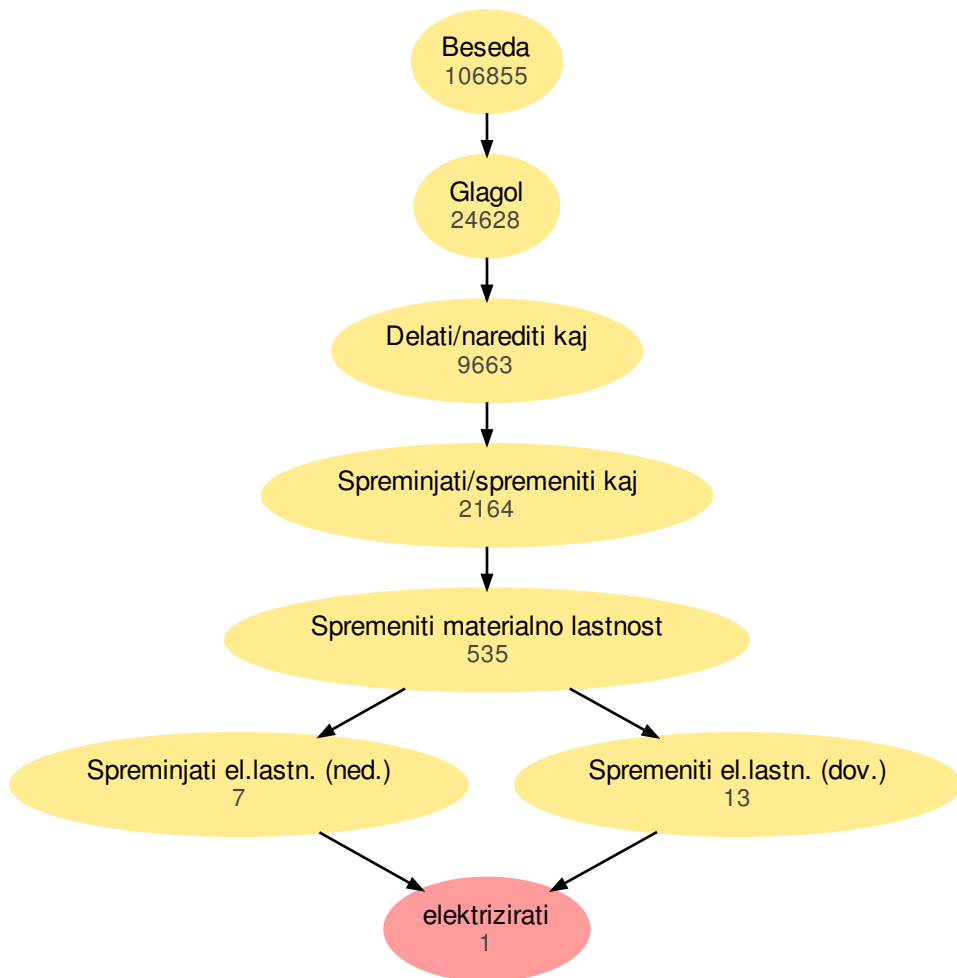 Beseda
106855
Glagol
24628
Delati/narediti kaj
9663
Spreminjati/spremeniti kaj
2164
Spremeniti materialno lastnost
535
Spreminjati el.lastn. (ned.)
7
Spremeniti el.lastn. (dov.)
13
elektrizirati
1